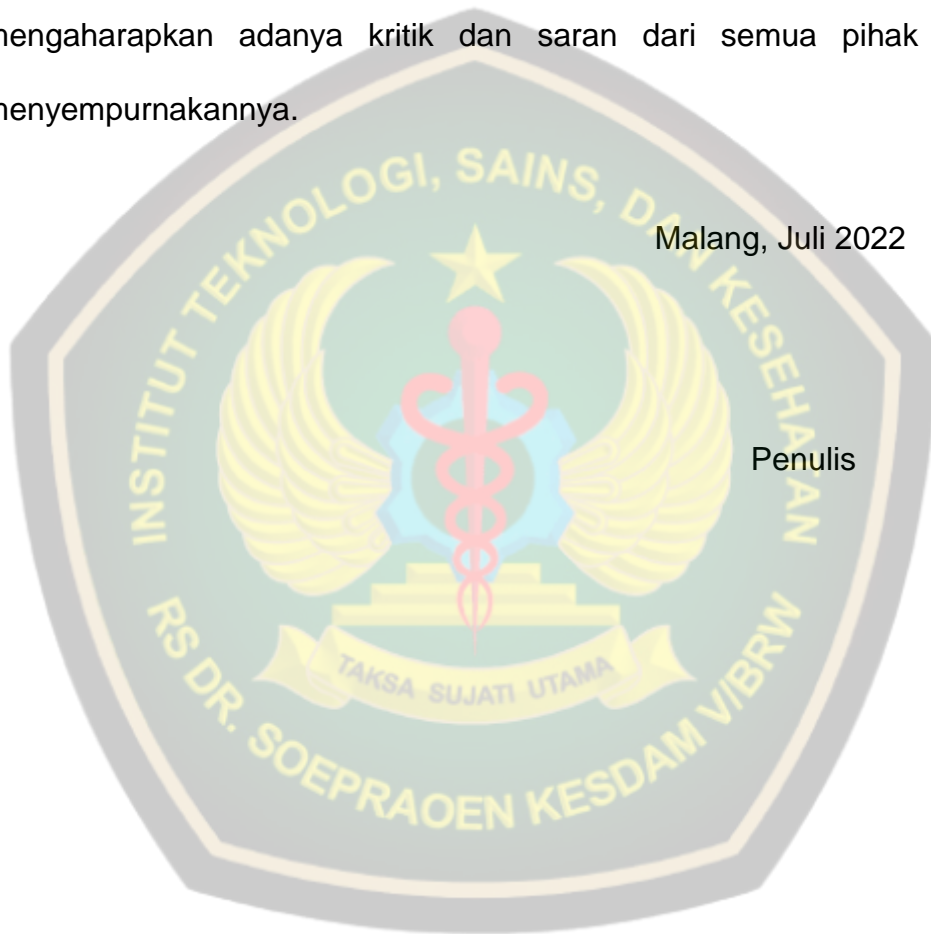 mengaharapkan adanya kritik dan saran dari semua pihak
menyempurnakannya.
Malang, Juli 2022
Penulis
INSTITUT TEKNOLOGI, SAINS, DAN KESEHATAN
TAKSA SUJATI UTAMA
RS DR. SOEPRAOEN KESDAM V/BRW